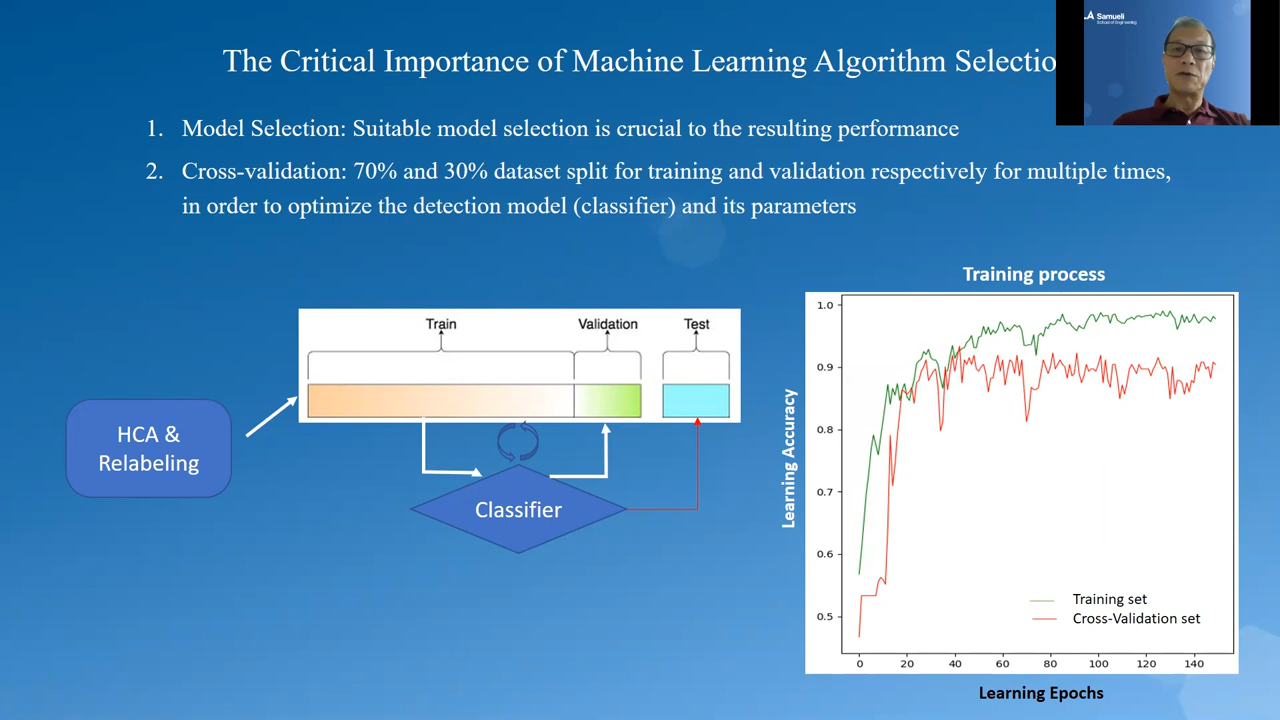 A Samueli
School of Engineering
The Critical Importance of Machine Learning Algorithm Selectio
1. Model Selection: Suitable model selection is crucial to the resulting performance
2. Cross-validation: 70% and 30% dataset split for training and validation respectively for multiple times,
in order to optimize the detection model (classifier) and its parameters
Train
Validation
Test
HCA &
Relabeling
Classifier
Training process
Learning Accuracy
1.0
0.9
0.8
0.7
0.6
0.5
Training set
Cross-Validation set
0 20 40 60 80 100 120 140
Learning Epochs